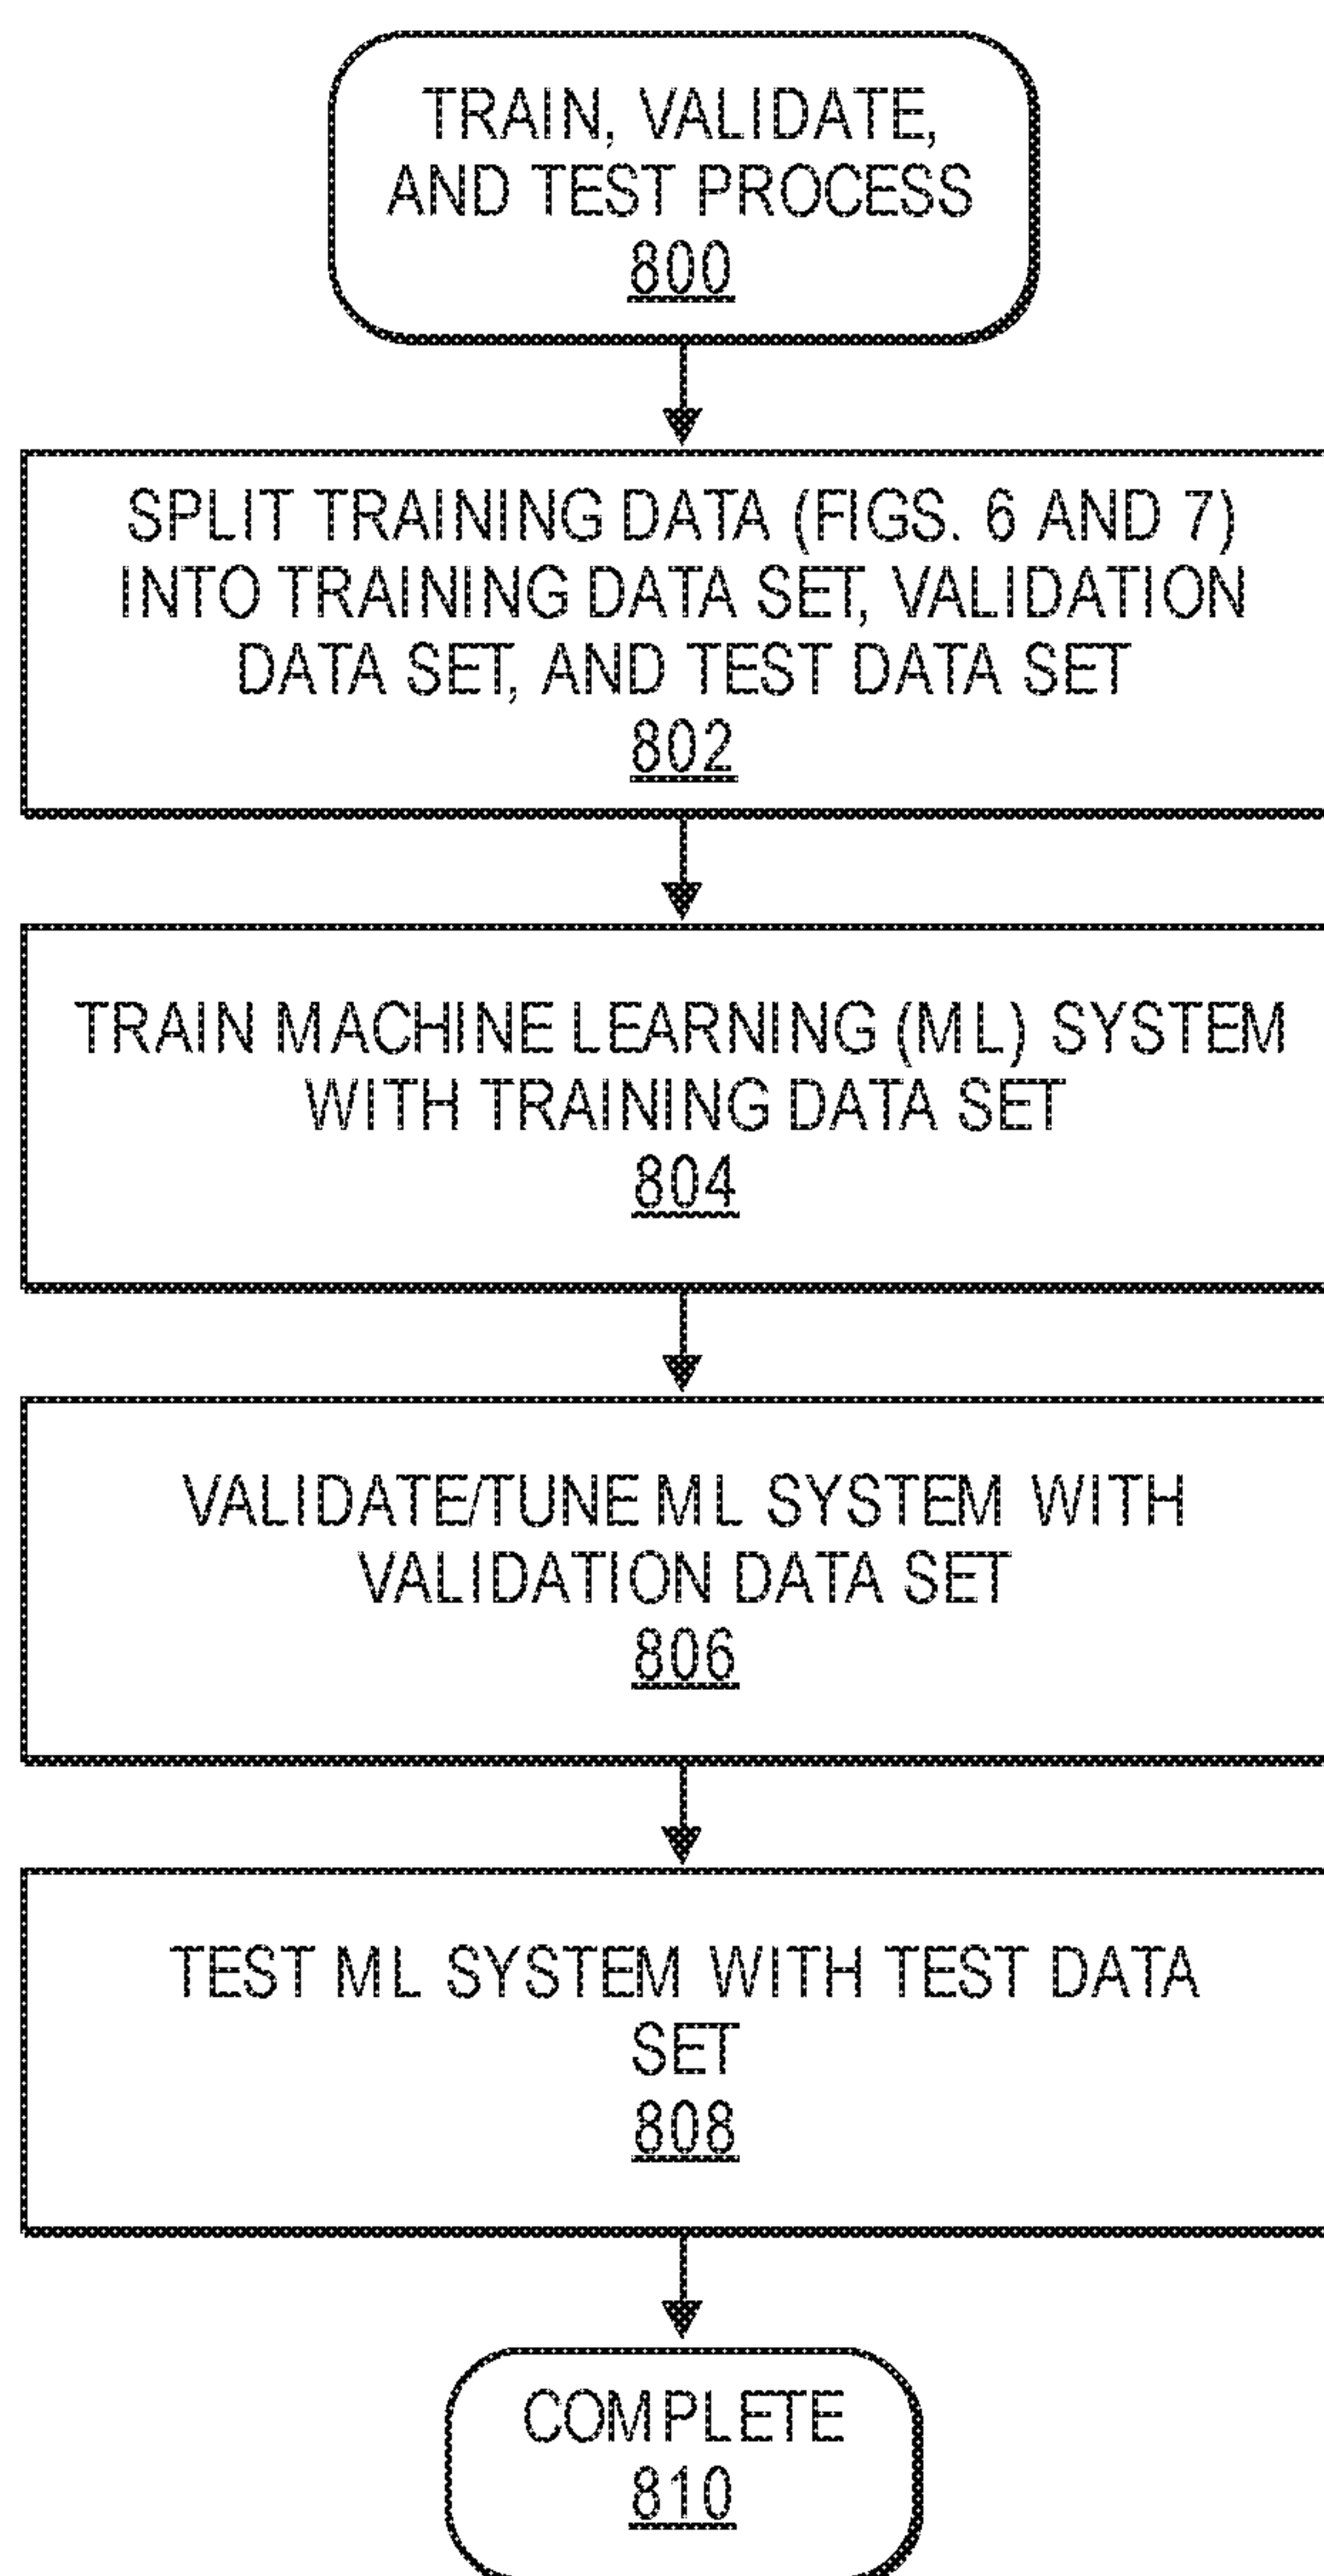 TRAIN, VALIDATE,
AND TEST PROCESS
800
SPLIT TRAINING DATA (FIGS. 6 AND 7)
INTO TRAINING DATA SET, VALIDATION
DATA SET, AND TEST DATA SET
802
TRAIN MACHINE LEARNING (ML) SYSTEM
WITH TRAINING DATA SET
804
VALIDATE/TUNE ML SYSTEM WITH
VALIDATION DATA SET
806
TEST ML SYSTEM WITH TEST DATA
SET
808
COMPLETE
810